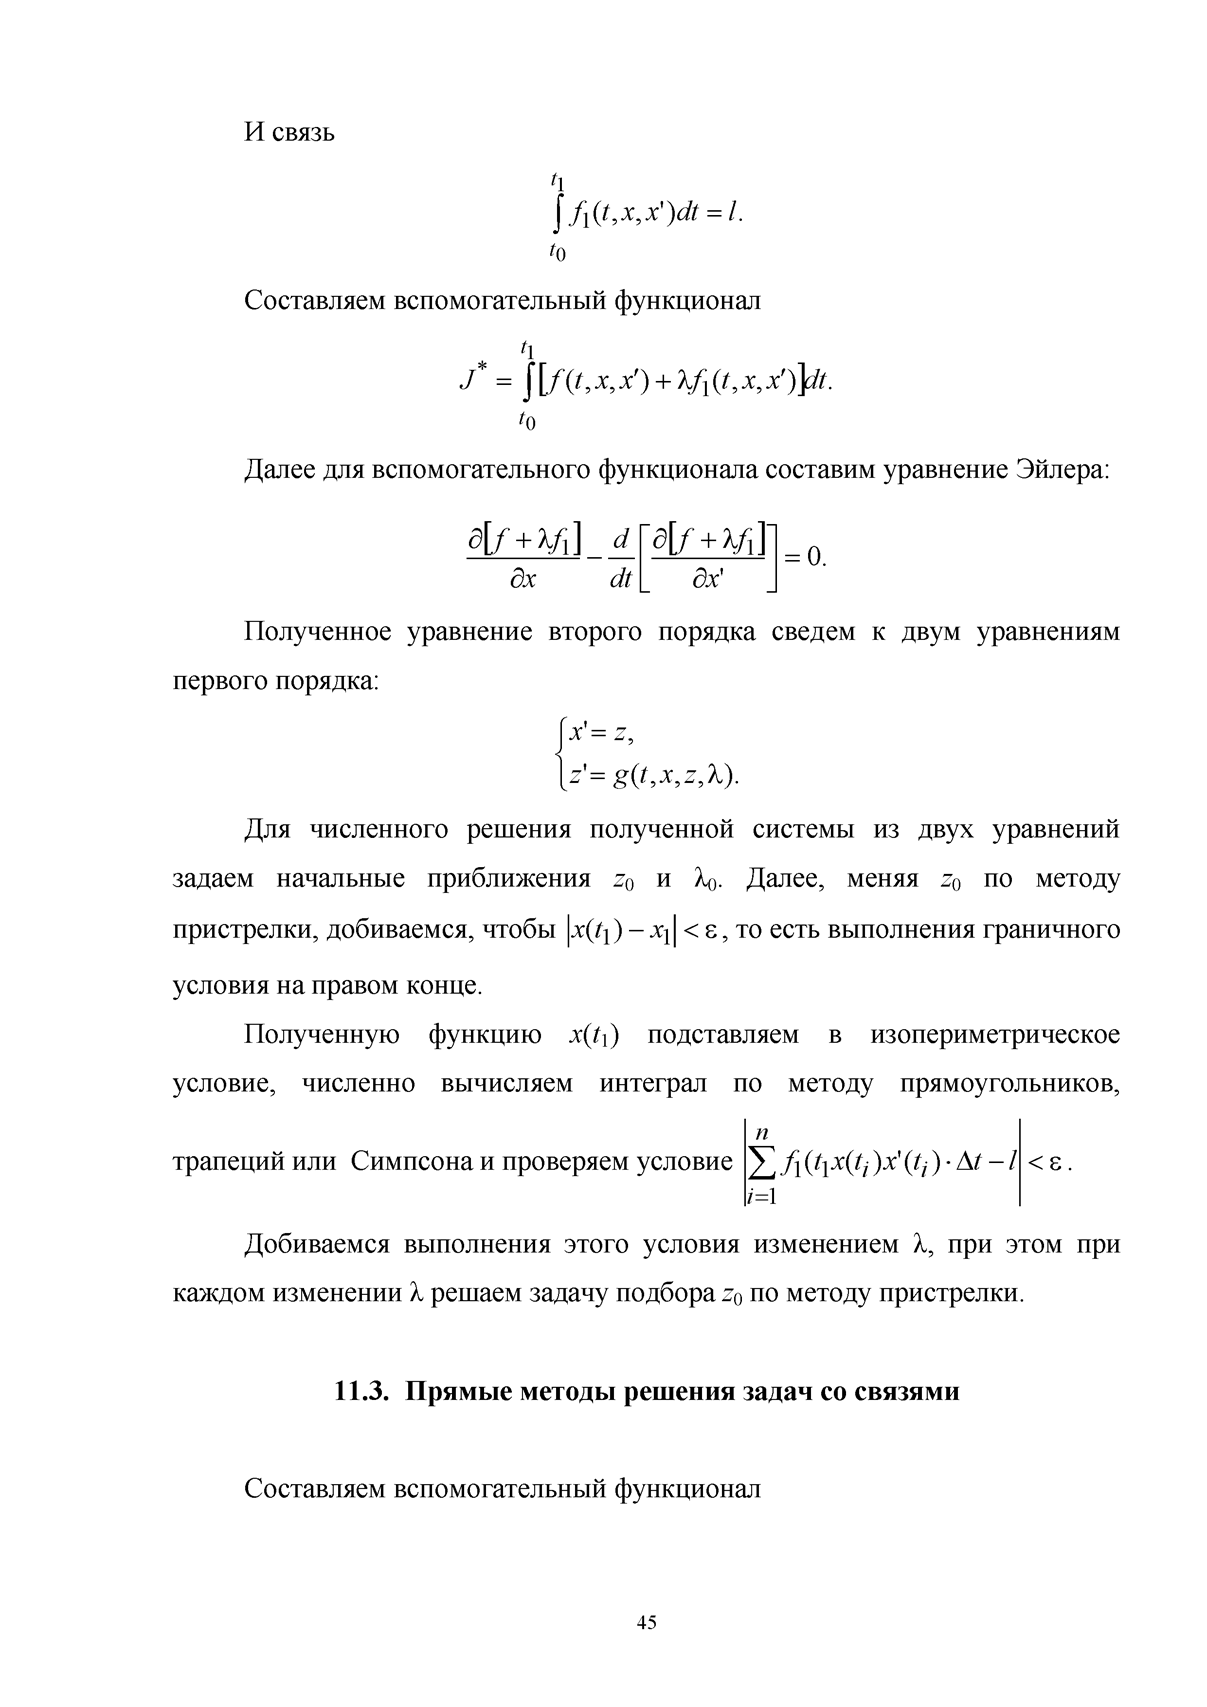 И связь
$$\int_{t_0}^{t_1} f_1(t, x, x')dt = l.$$
Составляем вспомогательный функционал
$$J^* = \int_{t_0}^{t_1} [f(t, x, x') + \lambda f_1(t, x, x')]dt.$$
Далее для вспомогательного функционала составим уравнение Эйлера:
$$\frac{\partial[f + \lambda f_1]}{\partial x} - \frac{d}{dt}\left[\frac{\partial[f + \lambda f_1]}{\partial x'}\right] = 0.$$
Полученное уравнение второго порядка сведем к двум уравнениям
первого порядка:
$$\begin{cases} x' = z, \\ z' = g(t, x, z, \lambda). \end{cases}$$
Для численного решения полученной системы из двух уравнений
задаем начальные приближения $z_0$ и $\lambda_0$. Далее, меняя $z_0$ по методу
пристрелки, добиваемся, чтобы $|x(t_1) - x_1| < \varepsilon$, то есть выполнения граничного
условия на правом конце.
Полученную функцию $x(t_1)$ подставляем в изопериметрическое
условие, численно вычисляем интеграл по методу прямоугольников,
трапеций или Симпсона и проверяем условие $\left|\sum_{i=1}^{n} f_1(t_1 x(t_i)x'(t_i) \cdot \Delta t - l\right| < \varepsilon$.
Добиваемся выполнения этого условия изменением λ, при этом при
каждом изменении λ решаем задачу подбора $z_0$ по методу пристрелки.
11.3. Прямые методы решения задач со связями
Составляем вспомогательный функционал
45